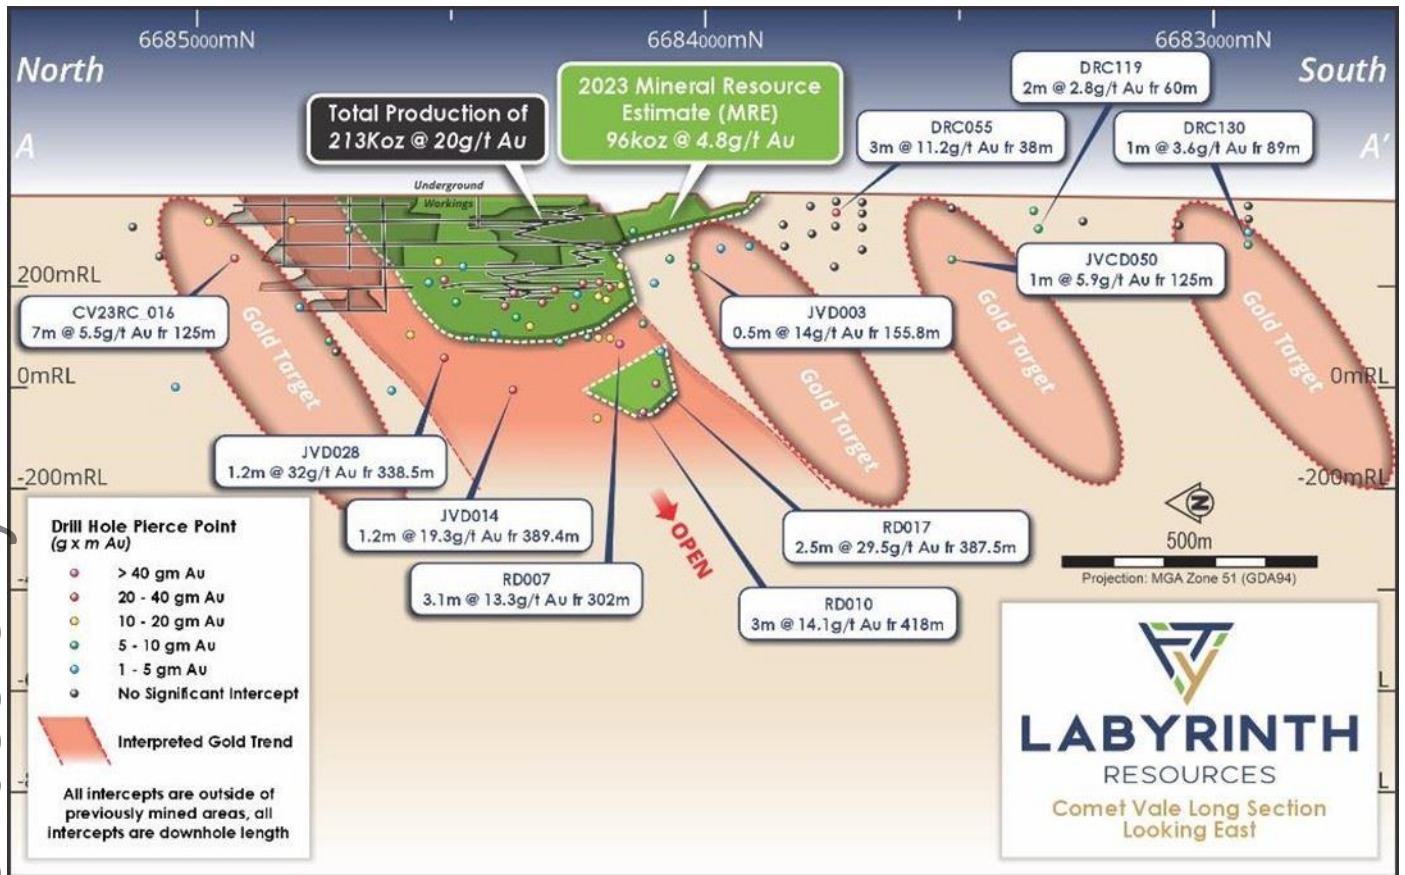 6685000mN
6684000mN
6683000mN
North
South
A
A'
Total Production of
213Koz @ 20g/t Au
2023 Mineral Resource
Estimate (MRE)
96koz @ 4.8g/t Au
DRC119
2m @ 2.8g/t Au fr 60m
DRC055
3m @ 11.2g/t Au fr 38m
DRC130
1m @ 3.6g/t Au fr 89m
Underground
Workings
200mRL
CV23RC_016
7m @ 5.5g/t Au fr 125m
JVD003
0.5m @ 14g/t Au fr 155.8m
JVCD050
1m @ 5.9g/t Au fr 125m
Gold Target
Gold Target
Gold Target
Gold Target
0mRL
0mRL
JVD028
1.2m @ 32g/t Au fr 338.5m
-200mRL
-200mRL
JVD014
1.2m @ 19.3g/t Au fr 389.4m
RD017
2.5m @ 29.5g/t Au fr 387.5m
RD007
3.1m @ 13.3g/t Au fr 302m
RD010
3m @ 14.1g/t Au fr 418m
OPEN
N
500m
Projection: MGA Zone 51 (GDA94)
Drill Hole Pierce Point
(g x m Au)
> 40 gm Au
20 - 40 gm Au
10 - 20 gm Au
5 - 10 gm Au
1 - 5 gm Au
No Significant Intercept
Interpreted Gold Trend
All intercepts are outside of
previously mined areas, all
intercepts are downhole length
LABYRINTH
RESOURCES
Comet Vale Long Section
Looking East